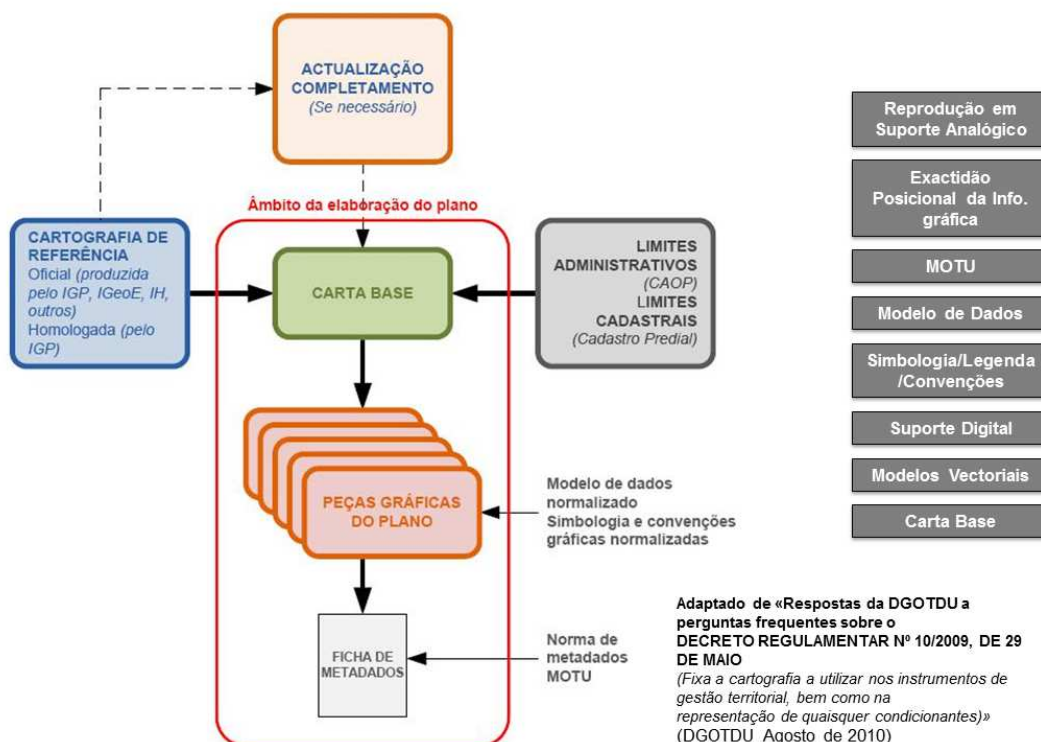 ACTUALIZAÇÃO
COMPLETAMENTO
(Se necessário)
Âmbito da elaboração do plano
CARTOGRAFIA DE
REFERÊNCIA
Oficial (produzida
pelo IGP, IGeoE, IH,
outros)
Homologada (pelo
IGP)
CARTA BASE
LIMITES
ADMINISTRATIVOS
(CAOP)
LIMITES
CADASTRAIS
(Cadastro Predial)
PEÇAS GRÁFICAS
DO PLANO
Modelo de dados
normalizado
Simbologia e convenções
gráficas normalizadas
FICHA DE
METADADOS
Norma de
metadados
MOTU
Reprodução em
Suporte Analógico
Exactidão
Posicional da Info.
gráfica
MOTU
Modelo de Dados
Simbologia/Legenda
/Convenções
Suporte Digital
Modelos Vectoriais
Carta Base
Adaptado de «Respostas da DGOTDU a
perguntas frequentes sobre o
DECRETO REGULAMENTAR Nº 10/2009, DE 29
DE MAIO
(Fixa a cartografia a utilizar nos instrumentos de
gestão territorial, bem como na
representação de quaisquer condicionantes)»
(DGOTDU Agosto de 2010)